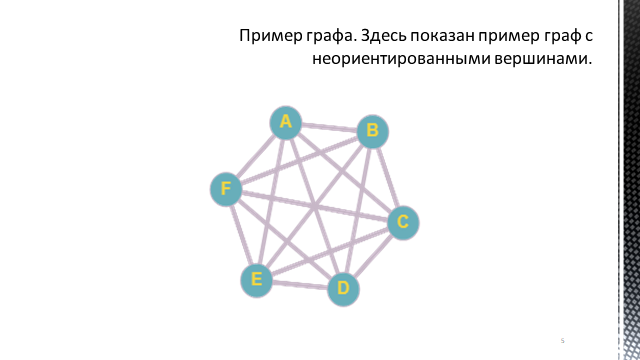 Пример графа. Здесь показан пример граф с
неориентированными вершинами.
A
B
F
C
E
D
5